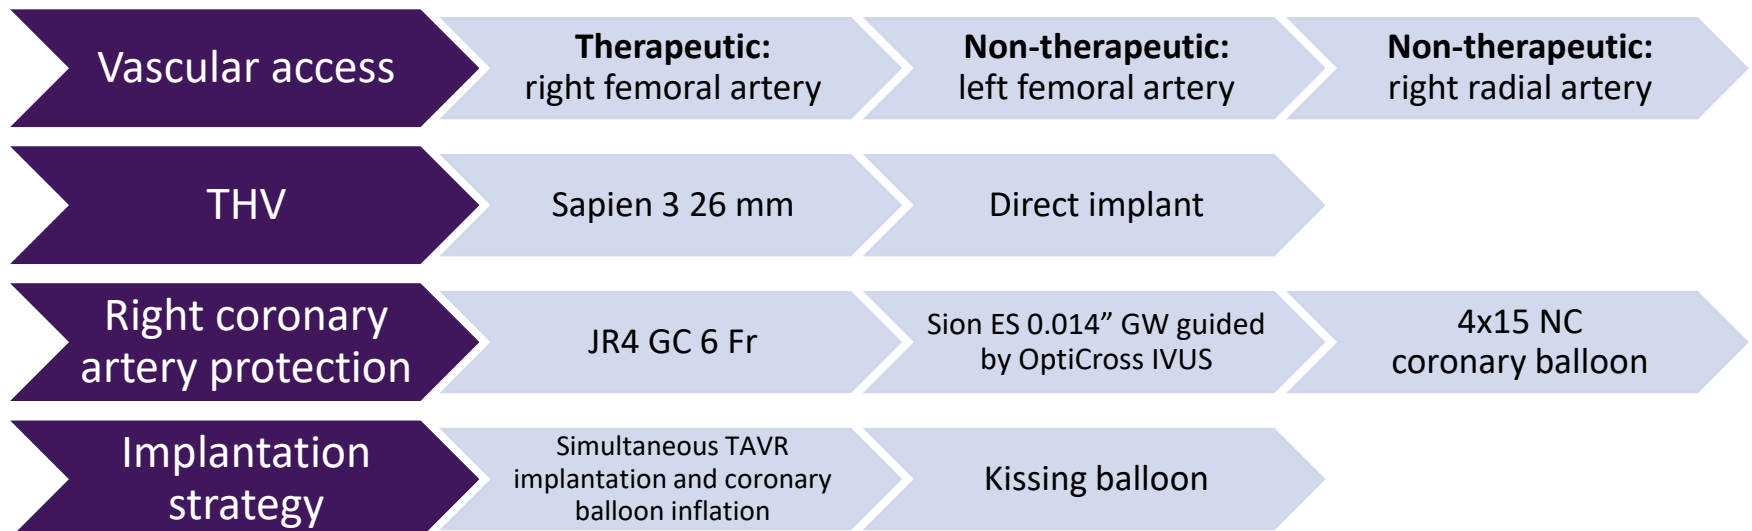 Vascular access
Therapeutic:
right femoral artery
Non-therapeutic:
left femoral artery
Non-therapeutic:
right radial artery
THV
Sapien 3 26 mm
Direct implant
Right coronary
artery protection
JR4 GC 6 Fr
Sion ES 0.014” GW guided
by OptiCross IVUS
4x15 NC
coronary balloon
Implantation
strategy
Simultaneous TAVR
implantation and coronary
balloon inflation
Kissing balloon